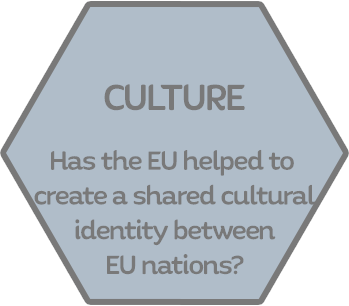 CULTURE
Has the EU helped to
create a shared cultural
identity between
EU nations?